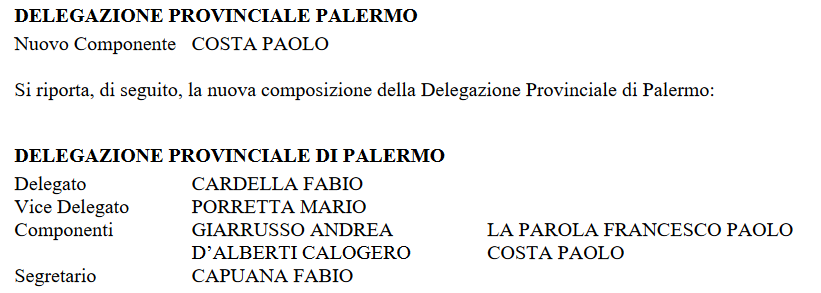 DELEGAZIONE PROVINCIALE PALERMO
Nuovo Componente COSTA PAOLO
Si riporta, di seguito, la nuova composizione della Delegazione Provinciale di Palermo:
DELEGAZIONE PROVINCIALE DI PALERMO
Delegato CARDELLA FABIO
Vice Delegato PORRETTA MARIO
Componenti GIARRUSSO ANDREA LA PAROLA FRANCESCO PAOLO
D’ALBERTI CALOGERO COSTA PAOLO
Segretario CAPUANA FABIO